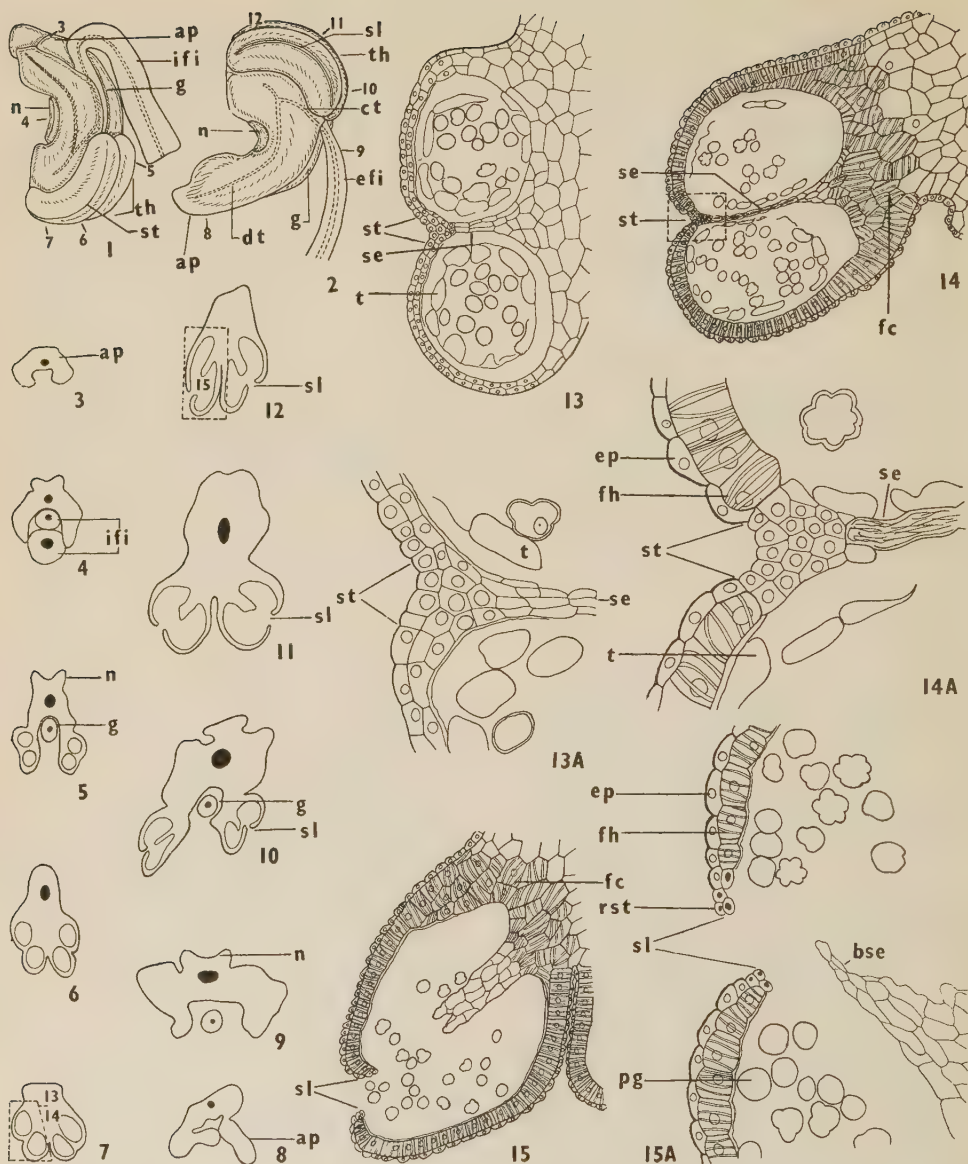 3
ap
ifi
g
n
4
5
th
st
7
6
1
12
11
sl
th
10
ct
n
9
efi
g
8
dt
ap
2
st
se
t
13
se
st
14
fc
ap
3
15
sl
12
ifi
4
sl
11
st
t
se
13A
ep
fh
st
t
se
14A
n
g
5
g
sl
10
6
n
9
13
14
7
ap
8
fc
sl
15
ep
fh
rst
sl
bse
pg
15A